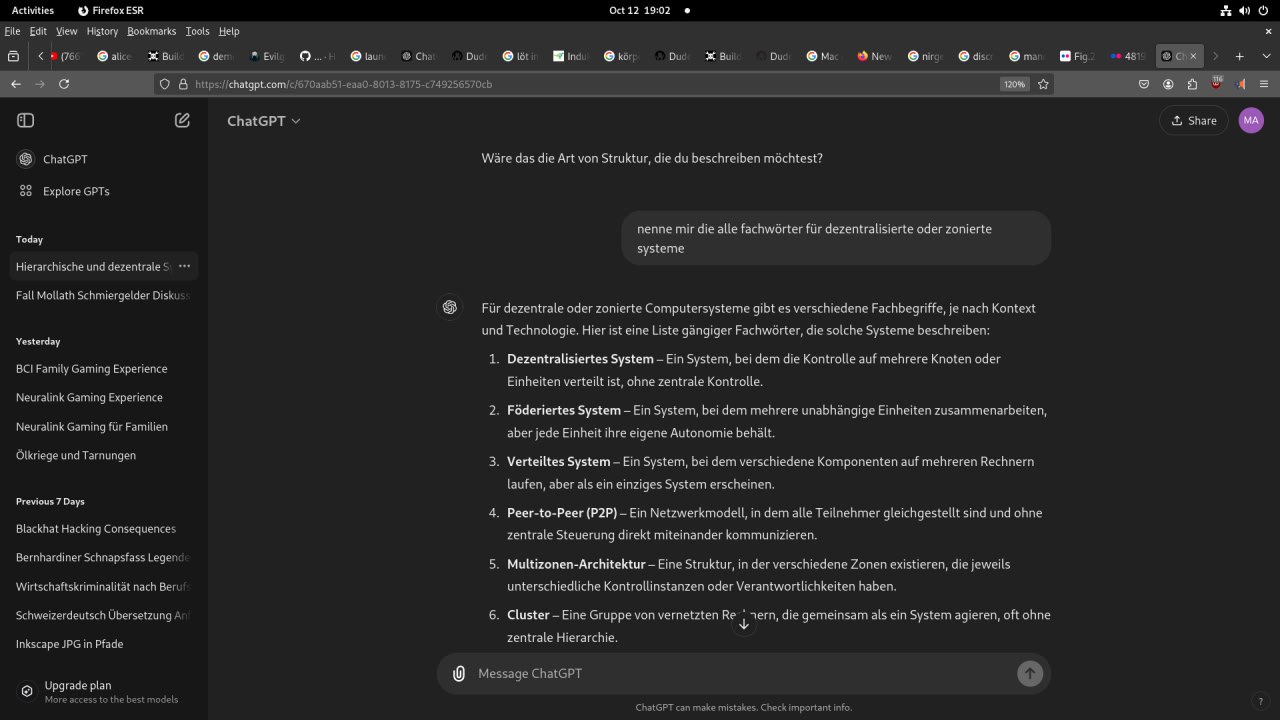 Activities
Firefox ESR
Oct 12 19:02
File Edit View History Bookmarks Tools Help
(766
alice
Build
dem
Evilg
... - H
laun
Chat
Dude
löt in
Induk
körp
Dude
Build
Dude
Mac
New
nirge
discr
man
Fig.2
4819
Ch
https://chatgpt.com/c/670aab51-eaa0-8013-8175-c749256570cb
120%
116
ChatGPT
Share
MA
ChatGPT
Explore GPTs
Today
Hierarchische und dezentrale Sy
Fall Mollath Schmiergelder Diskuss
Yesterday
BCI Family Gaming Experience
Neuralink Gaming Experience
Neuralink Gaming für Familien
Ölkriege und Tarnungen
Previous 7 Days
Blackhat Hacking Consequences
Bernhardiner Schnapsfass Legende
Wirtschaftskriminalität nach Berufs
Schweizerdeutsch Übersetzung Anf
Inkscape JPG in Pfade
Upgrade plan
More access to the best models
Wäre das die Art von Struktur, die du beschreiben möchtest?
nenne mir die alle fachwörter für dezentralisierte oder zonierte
systeme
Für dezentrale oder zonierte Computersysteme gibt es verschiedene Fachbegriffe, je nach Kontext
und Technologie. Hier ist eine Liste gängiger Fachwörter, die solche Systeme beschreiben:
1. Dezentralisiertes System – Ein System, bei dem die Kontrolle auf mehrere Knoten oder
Einheiten verteilt ist, ohne zentrale Kontrolle.
2. Föderiertes System – Ein System, bei dem mehrere unabhängige Einheiten zusammenarbeiten,
aber jede Einheit ihre eigene Autonomie behält.
3. Verteiltes System – Ein System, bei dem verschiedene Komponenten auf mehreren Rechnern
laufen, aber als ein einziges System erscheinen.
4. Peer-to-Peer (P2P) – Ein Netzwerkmodell, in dem alle Teilnehmer gleichgestellt sind und ohne
zentrale Steuerung direkt miteinander kommunizieren.
5. Multizonen-Architektur – Eine Struktur, in der verschiedene Zonen existieren, die jeweils
unterschiedliche Kontrollinstanzen oder Verantwortlichkeiten haben.
6. Cluster – Eine Gruppe von vernetzten Rechnern, die gemeinsam als ein System agieren, oft ohne
zentrale Hierarchie.
Message ChatGPT
ChatGPT can make mistakes. Check important info.
?